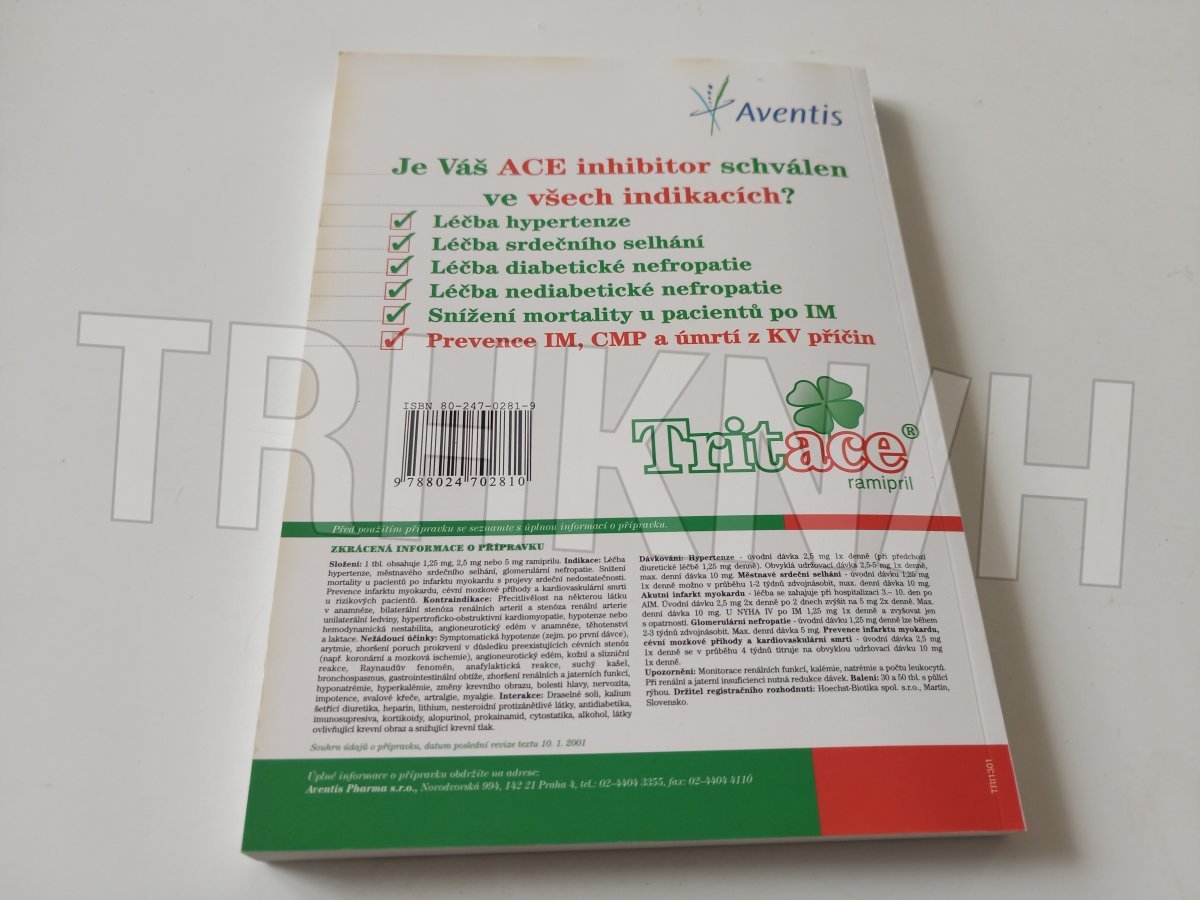 Aventis
Je Váš ACE inhibitor schválen
ve všech indikacích?
Léčba hypertenze
Léčba srdečního selhání
Léčba diabetické nefropatie
Léčba nediabetické nefropatie
Snížení mortality u pacientů po IM
Prevence IM, CMP a úmrtí z KV příčin
ISBN 80-247-0281-9
9 788024 702810
Tritace®
ramipril
Před použitím přípravku se seznamte s úplnou informací o přípravku.
ZKRÁCENÁ INFORMACE O PŘÍPRAVKU
Složení: 1 tbl. obsahuje 1,25 mg, 2,5 mg nebo 5 mg ramiprilu. Indikace: Léčba
hypertenze, městnavého srdečního selhání, glomerulární nefropatie. Snížení
mortality u pacientů po infarktu myokardu s projevy srdeční nedostatečnosti.
Prevence infarktu myokardu, cévní mozkové příhody a kardiovaskulární smrti
u rizikových pacientů. Kontraindikace: Přecitlivělost na některou látku
v anamnéze, bilaterální stenóza renálních arterií a stenóza renální arterie
unilaterální ledviny, hypertroficko-obstruktivní kardiomyopatie, hypotenze nebo
hemodynamická nestabilita, angioneurotický edém v anamnéze, těhotenství
a laktace. Nežádoucí účinky: Symptomatická hypotenze (zejm. po první dávce),
arytmie, zhoršení poruch prokrvení v důsledku preexistujících cévních stenóz
(např. koronární a mozková ischemie), angioneurotický edém, kožní a slizniční
reakce, Raynaudův fenomén, anafylaktická reakce, suchý kašel,
bronchospasmus, gastrointestinální obtíže, zhoršení renálních a jaterních funkcí,
hyponatrémie, hyperkalémie, změny krevního obrazu, bolesti hlavy, nervozita,
impotence, svalové křeče, artralgie, myalgie. Interakce: Draselné soli, kalium
šetřící diuretika, heparin, lithium, nesteroidní protizánětlivé látky, antidiabetika,
imunosupresiva, kortikoidy, alopurinol, prokainamid, cytostatika, alkohol, látky
ovlivňující krevní obraz a snižující krevní tlak.
Dávkování: Hypertenze - úvodní dávka 2,5 mg 1x denně (při předchozí
diuretické léčbě 1,25 mg denně). Obvyklá udržovací dávka 2,5-5 mg 1x denně,
max. denní dávka 10 mg. Městnavé srdeční selhání - úvodní dávku 1,25 mg
1x denně možno v průběhu 1-2 týdnů zdvojnásobit, max. denní dávka 10 mg.
Akutní infarkt myokardu - léčba se zahajuje při hospitalizaci 3.– 10. den po
AIM. Úvodní dávku 2,5 mg 2x denně po 2 dnech zvýšit na 5 mg 2x denně. Max.
denní dávka 10 mg. U NYHA IV po IM 1,25 mg 1x denně a zvyšovat jen
s opatrností. Glomerulární nefropatie - úvodní dávku 1,25 mg denně lze během
2-3 týdnů zdvojnásobit. Max. denní dávka 5 mg. Prevence infarktu myokardu,
cévní mozkové příhody a kardiovaskulární smrti - úvodní dávka 2,5 mg
1x denně se v průběhu 4 týdnů titruje na obvyklou udržovací dávku 10 mg
1x denně.
Upozornění: Monitorace renálních funkcí, kalémie, natrémie a počtu leukocytů.
Při renální a jaterní insuficienci nutná redukce dávek. Balení: 30 a 50 tbl. s půlící
rýhou. Držitel registračního rozhodnutí: Hoechst-Biotika spol. s.r.o., Martin,
Slovensko.
Souhrn údajů o přípravku, datum poslední revize textu 10. 1. 2001
Úplné informace o přípravku obdržíte na adrese:
Aventis Pharma s.r.o., Novodvorská 994, 142 21 Praha 4, tel.: 02–4404 3355, fax: 02–4404 4110
TRI1301
TRHKNIH